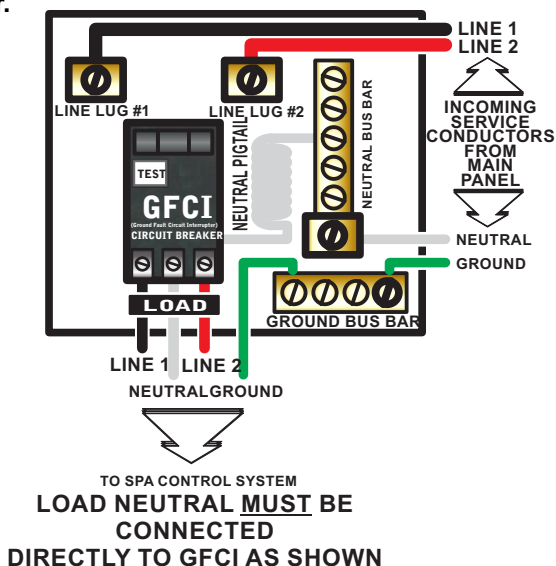 r.
LINE 1
LINE 2
LINE LUG #1
LINE LUG #2
NEUTRAL BUS BAR
INCOMING
SERVICE
CONDUCTORS
FROM
MAIN
PANEL
NEUTRAL PIGTAIL
TEST
GFCI
(Ground Fault Circuit Interrupter)
CIRCUIT BREAKER
NEUTRAL
GROUND
LOAD
GROUND BUS BAR
LINE 1
LINE 2
NEUTRAL
GROUND
TO SPA CONTROL SYSTEM
LOAD NEUTRAL MUST BE
CONNECTED
DIRECTLY TO GFCI AS SHOWN